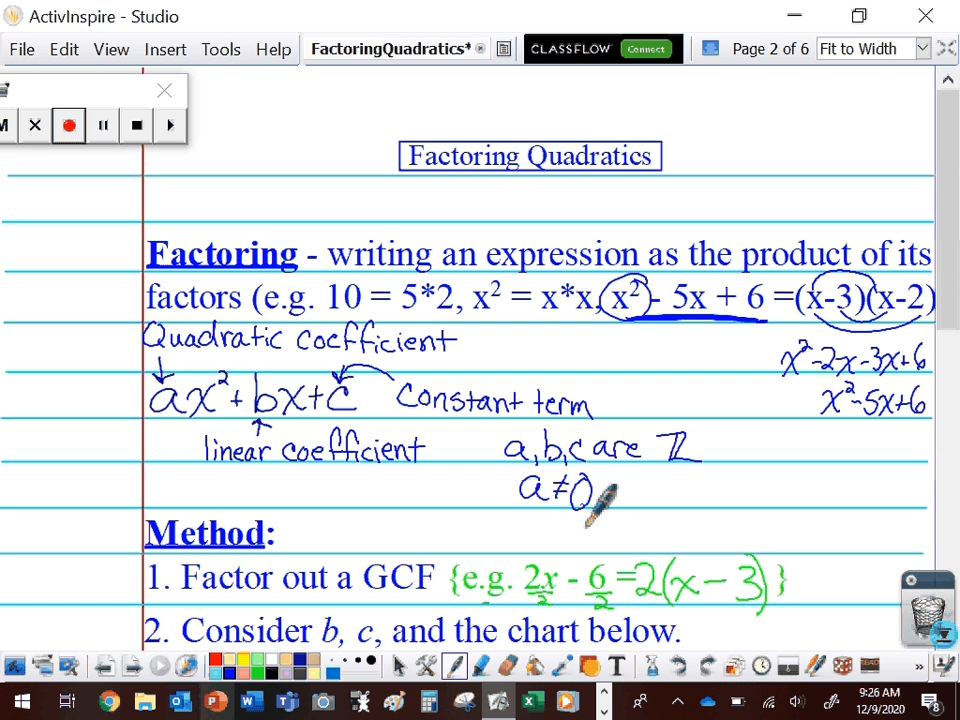 ActivInspire - Studio
File Edit View Insert Tools Help FactoringQuadratics* CLASSFLOW Connect Page 2 of 6 Fit to Width
M
Factoring Quadratics
Factoring - writing an expression as the product of its
factors (e.g. 10 = 5*2, x² = x*x, x² - 5x + 6 =(x-3)(x-2)
Quadratic coefficient
x²-2x-3x+6
ax²+bx+c constant term
x²-5x+6
linear coefficient a,b,c are ℤ
a≠0
Method:
1. Factor out a GCF {e.g. 2x/2 - 6/2 =2(x-3)}
2. Consider b, c, and the chart below.
9:26 AM
12/9/2020
8